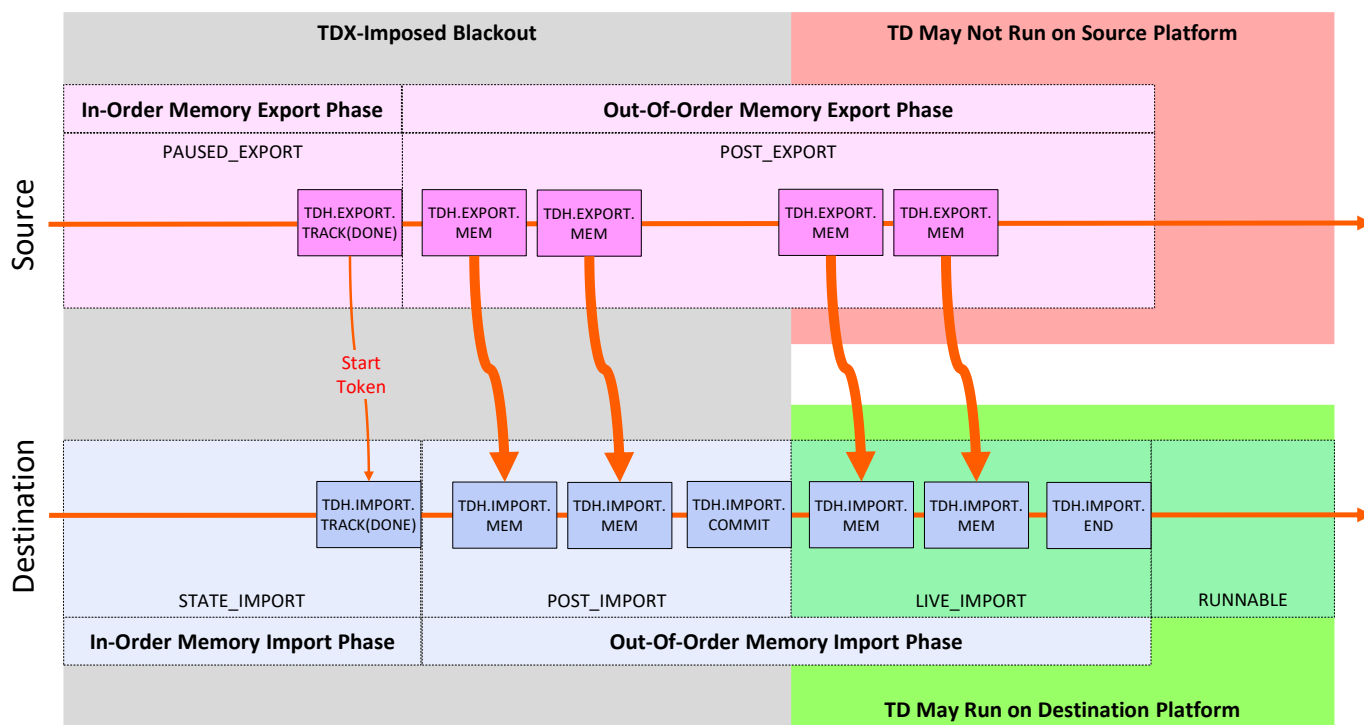 TDX-Imposed Blackout
TD May Not Run on Source Platform
In-Order Memory Export Phase
Out-Of-Order Memory Export Phase
PAUSED_EXPORT
POST_EXPORT
Source
TDH.EXPORT.
TRACK(DONE)
TDH.EXPORT.
MEM
TDH.EXPORT.
MEM
TDH.EXPORT.
MEM
TDH.EXPORT.
MEM
Start
Token
Destination
TDH.IMPORT.
TRACK(DONE)
TDH.IMPORT.
MEM
TDH.IMPORT.
MEM
TDH.IMPORT.
COMMIT
TDH.IMPORT.
MEM
TDH.IMPORT.
MEM
TDH.IMPORT.
END
STATE_IMPORT
POST_IMPORT
LIVE_IMPORT
RUNNABLE
In-Order Memory Import Phase
Out-Of-Order Memory Import Phase
TD May Run on Destination Platform